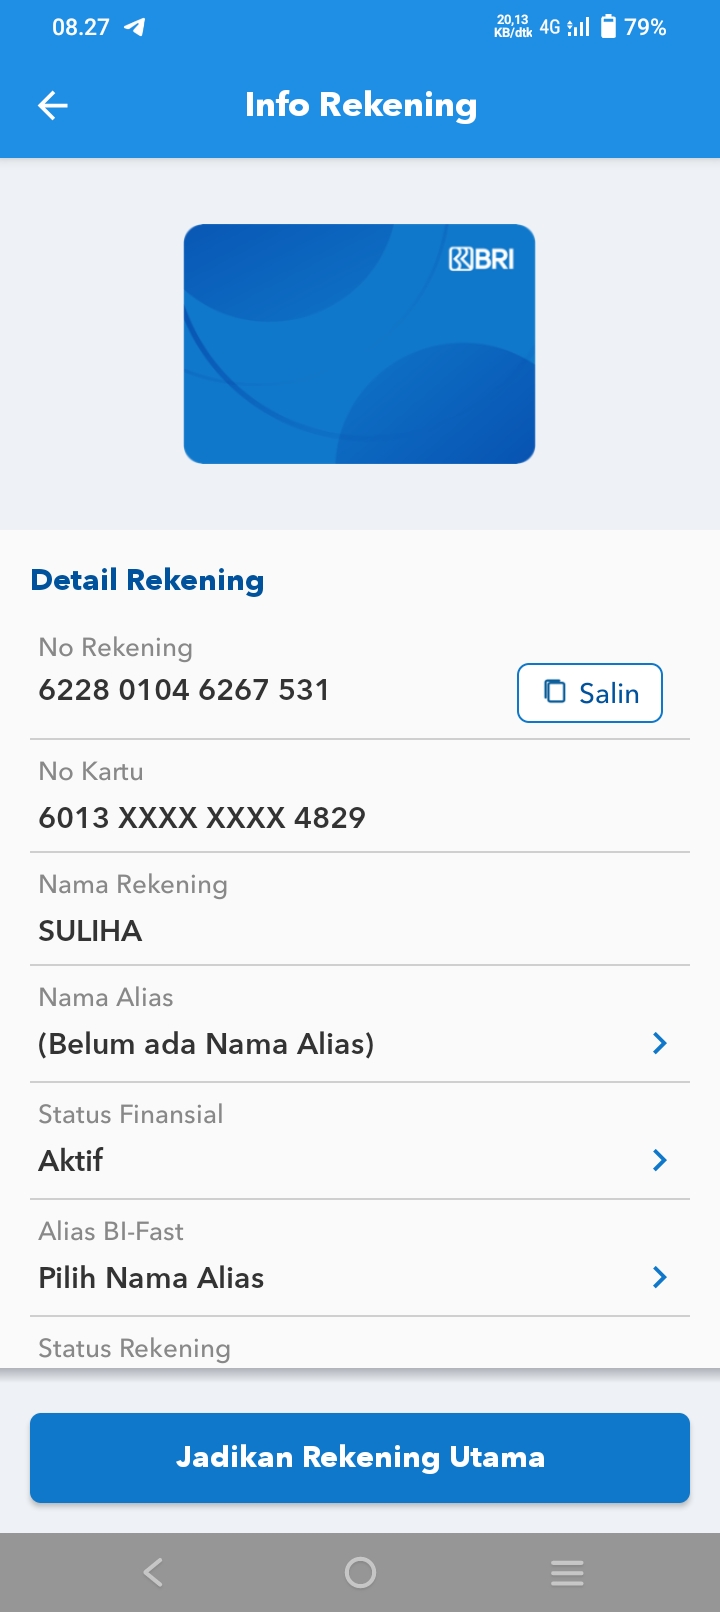 08.27
20,13
KB/dtk
4G
79%
Info Rekening
BRI
Detail Rekening
No Rekening
6228 0104 6267 531
Salin
No Kartu
6013 XXXX XXXX 4829
Nama Rekening
SULIHA
Nama Alias
(Belum ada Nama Alias)
Status Finansial
Aktif
Alias BI-Fast
Pilih Nama Alias
Status Rekening
Jadikan Rekening Utama